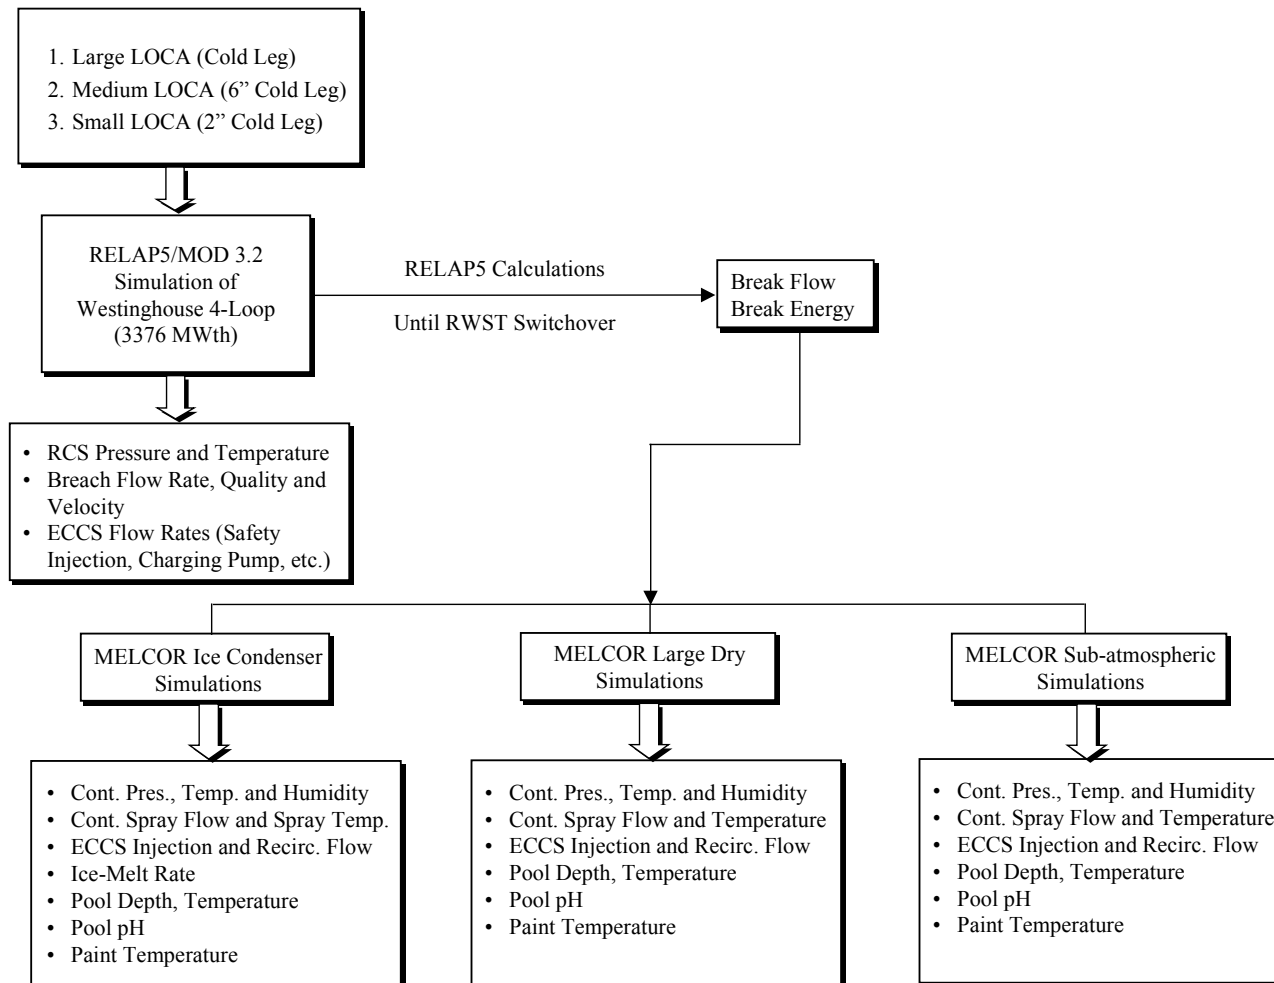 1. Large LOCA (Cold Leg)
2. Medium LOCA (6” Cold Leg)
3. Small LOCA (2” Cold Leg)
RELAP5/MOD 3.2
Simulation of
Westinghouse 4-Loop
(3376 MWth)
RELAP5 Calculations
Until RWST Switchover
Break Flow
Break Energy
• RCS Pressure and Temperature
• Breach Flow Rate, Quality and
Velocity
• ECCS Flow Rates (Safety
Injection, Charging Pump, etc.)
MELCOR Ice Condenser
Simulations
MELCOR Large Dry
Simulations
MELCOR Sub-atmospheric
Simulations
• Cont. Pres., Temp. and Humidity
• Cont. Spray Flow and Spray Temp.
• ECCS Injection and Recirc. Flow
• Ice-Melt Rate
• Pool Depth, Temperature
• Pool pH
• Paint Temperature
• Cont. Pres., Temp. and Humidity
• Cont. Spray Flow and Temperature
• ECCS Injection and Recirc. Flow
• Pool Depth, Temperature
• Pool pH
• Paint Temperature
• Cont. Pres., Temp. and Humidity
• Cont. Spray Flow and Temperature
• ECCS Injection and Recirc. Flow
• Pool Depth, Temperature
• Pool pH
• Paint Temperature